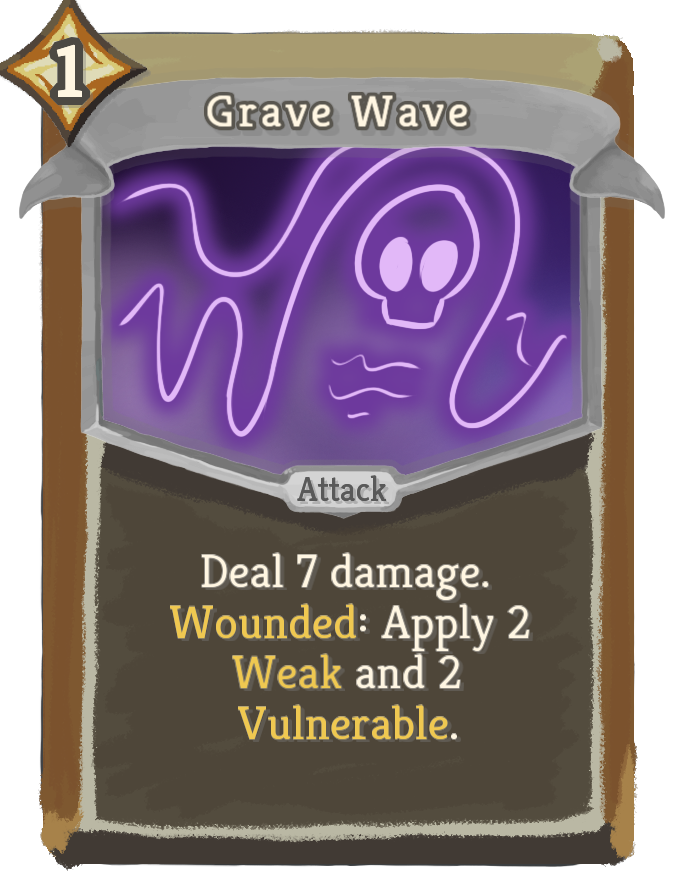 1
Grave Wave
Attack
Deal 7 damage.
Wounded: Apply 2
Weak and 2
Vulnerable.